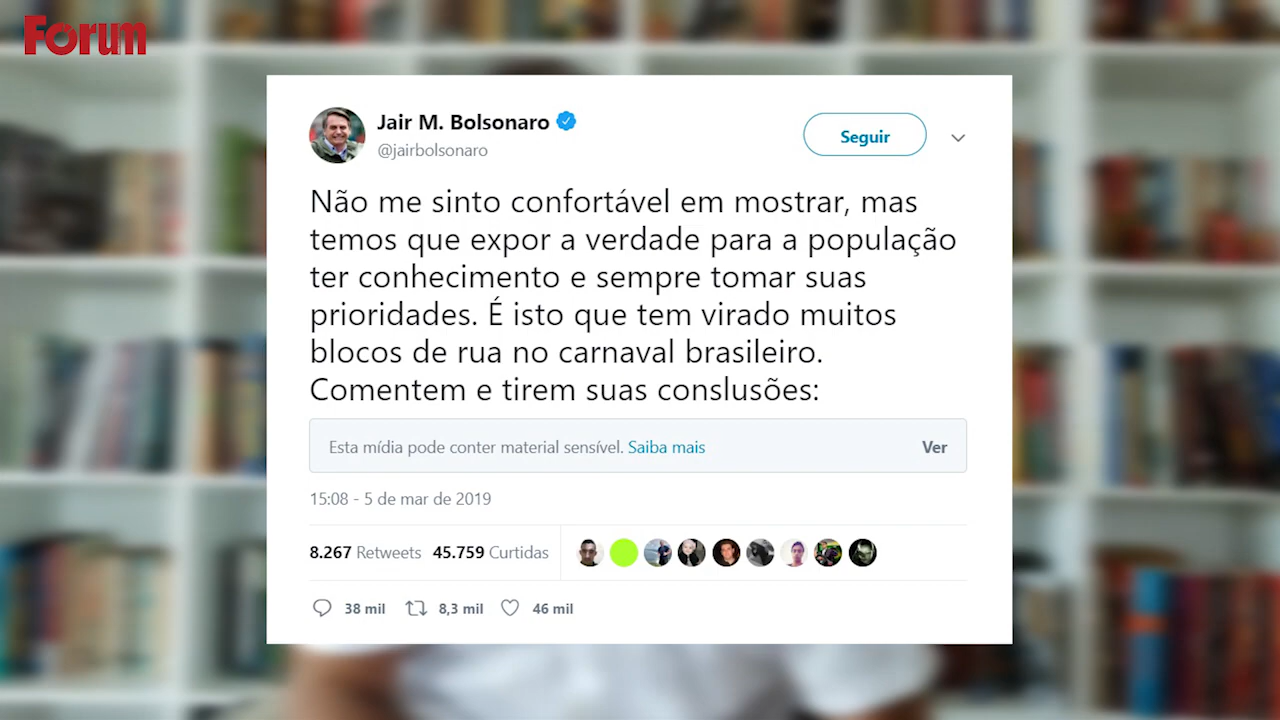 Forum
Jair M. Bolsonaro
@jairbolsonaro
Seguir
Não me sinto confortável em mostrar, mas
temos que expor a verdade para a população
ter conhecimento e sempre tomar suas
prioridades. É isto que tem virado muitos
blocos de rua no carnaval brasileiro.
Comentem e tirem suas conslusões:
Esta mídia pode conter material sensível. Saiba mais
Ver
15:08 - 5 de mar de 2019
8.267 Retweets 45.759 Curtidas
38 mil 8,3 mil 46 mil